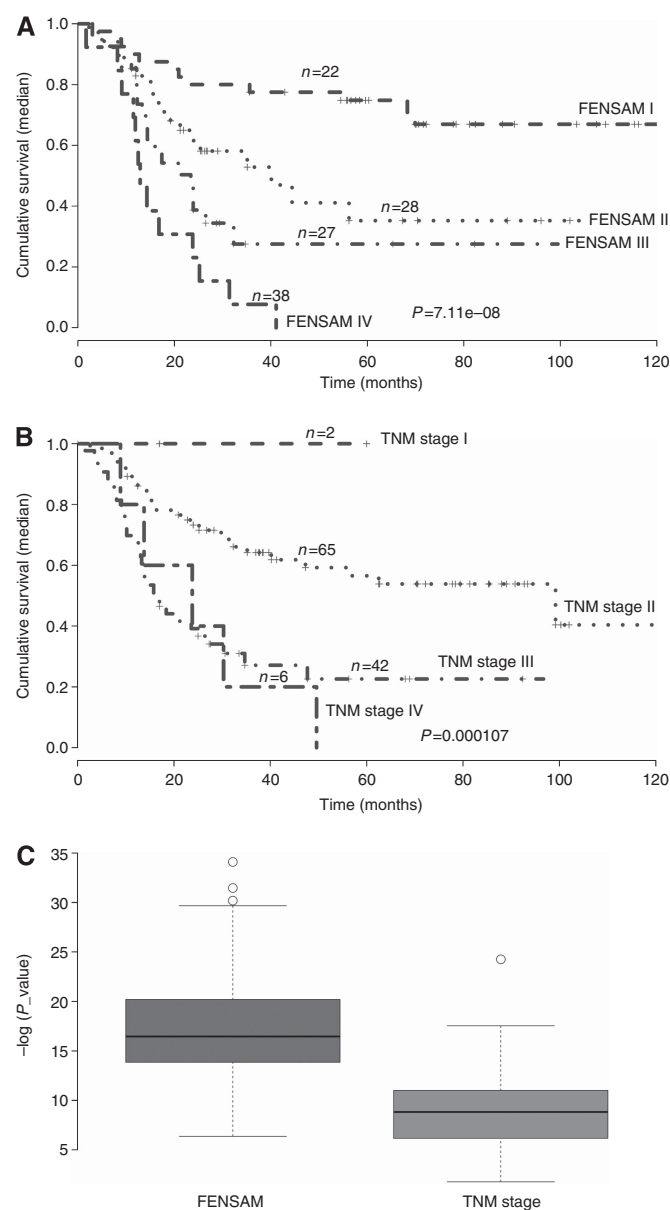 A
Cumulative survival (median)
1.0
0.8
0.6
0.4
0.2
0.0
n=22
FENSAM I
n=28
FENSAM II
n=27
FENSAM III
n=38
FENSAM IV
P=7.11e–08
0 20 40 60 80 100 120
Time (months)
B
Cumulative survival (median)
1.0
0.8
0.6
0.4
0.2
0.0
n=2
TNM stage I
n=65
TNM stage II
n=42
TNM stage III
n=6
TNM stage IV
P=0.000107
0 20 40 60 80 100 120
Time (months)
C
–log (P_value)
35
30
25
20
15
10
5
FENSAM TNM stage